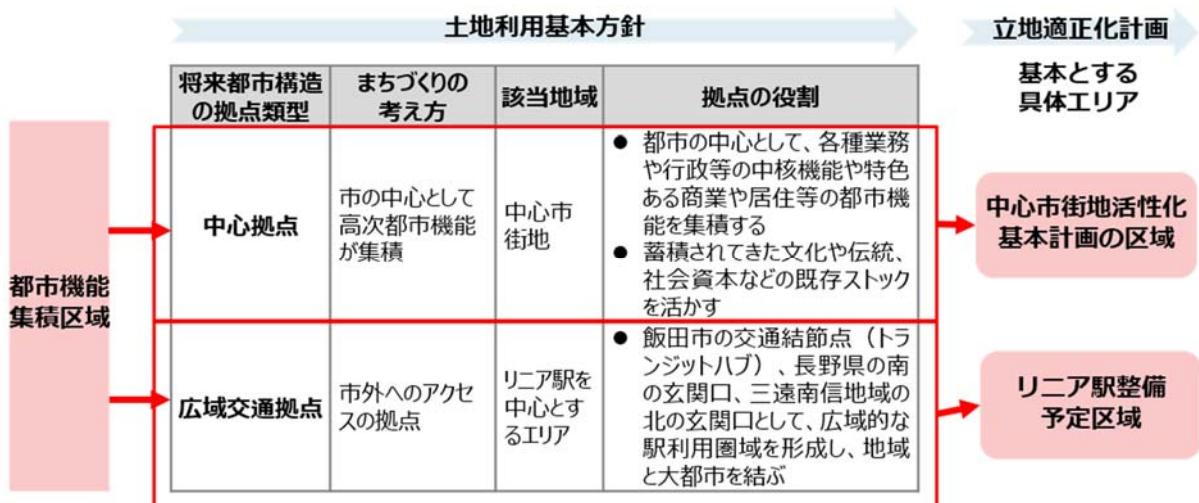 土地利用基本方針
立地適正化計画
基本とする
具体エリア
将来都市構造
の拠点類型
まちづくりの
考え方
該当地域
拠点の役割
都市機能
集積区域
中心拠点
市の中心として
高次都市機能
が集積
中心市
街地
● 都市の中心として、各種業務
や行政等の中核機能や特色
ある商業や居住等の都市機
能を集積する
● 蓄積されてきた文化や伝統、
社会資本などの既存ストック
を活かす
中心市街地活性化
基本計画の区域
広域交通拠点
市外へのアクセ
スの拠点
リニア駅を
中心とす
るエリア
● 飯田市の交通結節点（トラ
ンジットハブ）、長野県の南
の玄関口、三遠南信地域の
北の玄関口として、広域的な
駅利用圏域を形成し、地域
と大都市を結ぶ
リニア駅整備
予定区域